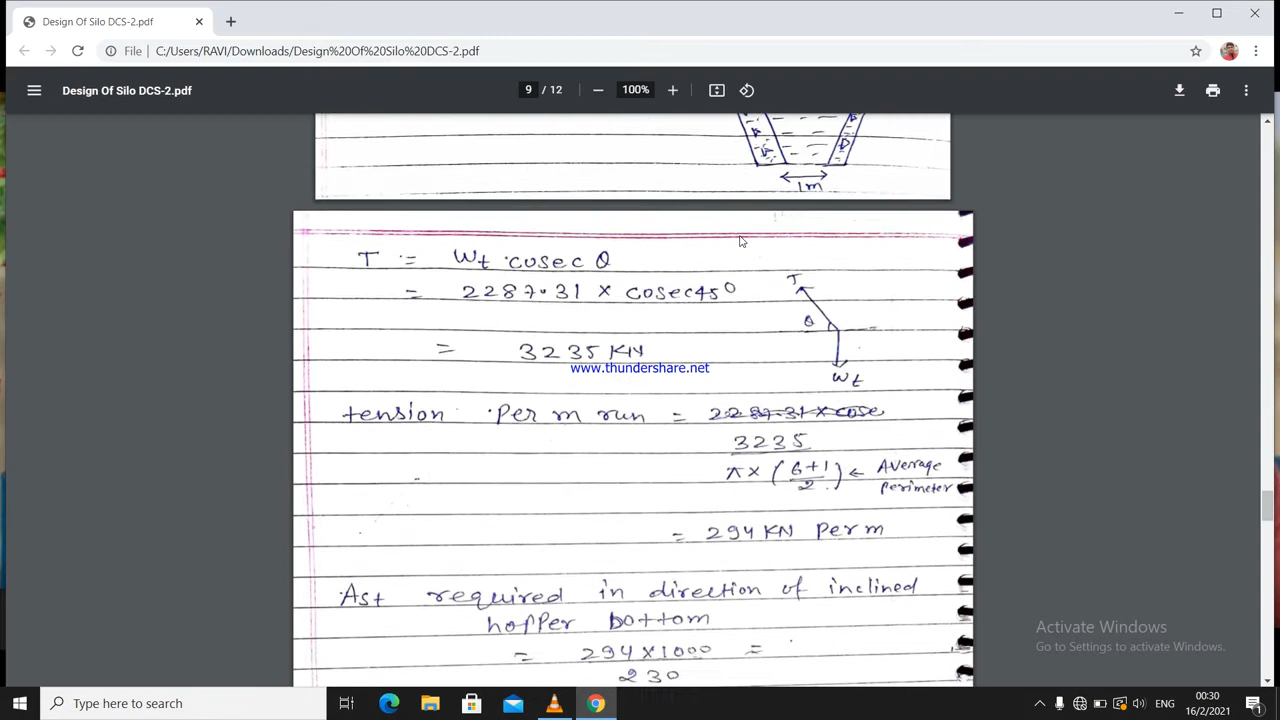 Design Of Silo DCS-2.pdf
File
C:/Users/RAVI/Downloads/Design%20Of%20Silo%20DCS-2.pdf
Design Of Silo DCS-2.pdf
9 / 12
100%
1m
T = Wt cosec θ
= 2287.31 × cosec45°
T
θ
= 3235 KN
www.thundershare.net
Wt
tension per m run = 2287.31 × cose
3235
π × (6+1/2) ← Average perimeter
= 294 KN Per m
Ast required in direction of inclined
hopper bottom
= 294×1000 =
230
Activate Windows
Go to Settings to activate Windows.
Type here to search
ENG
00:30
16/2/2021
1